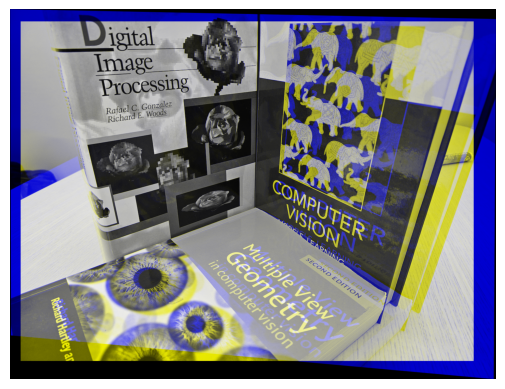 Digital
Image
Processing
Rafael C. Gonzalez
Richard E. Woods
COMPUTER
VISION
LEARNING
SECOND EDITION
Multiple View
Geometry
in computer vision
Richard Hartley